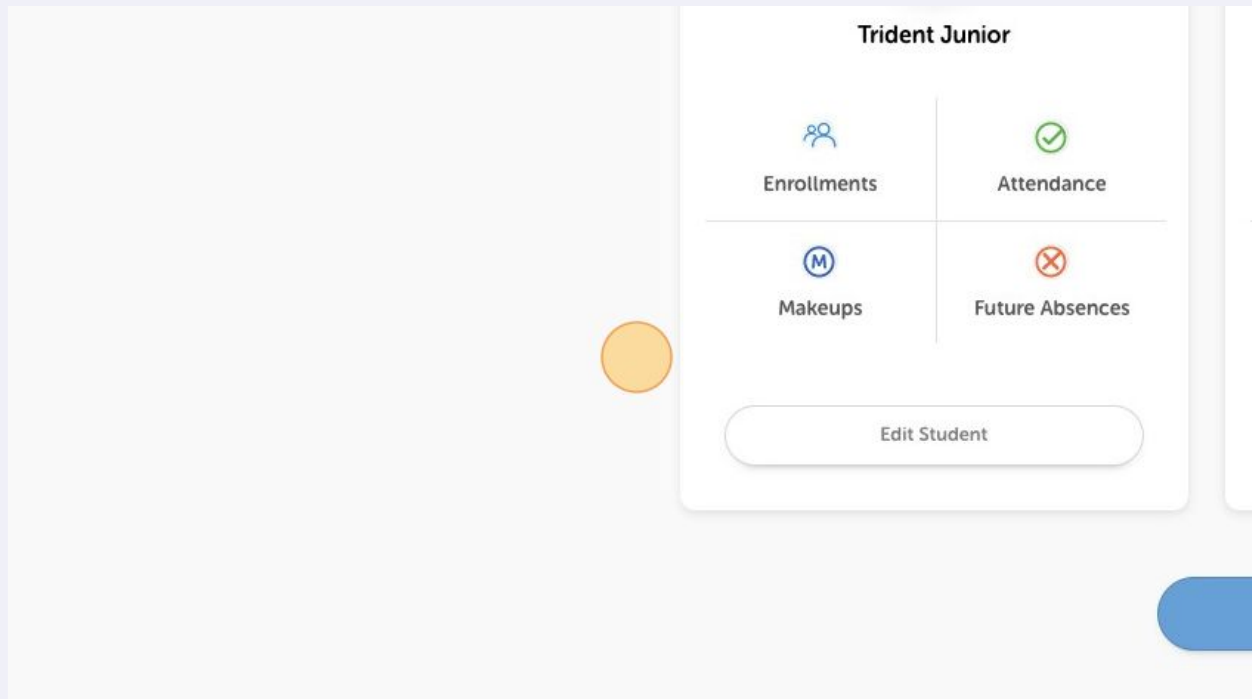 Trident Junior
Enrollments
Attendance
M
Makeups
Future Absences
Edit Student